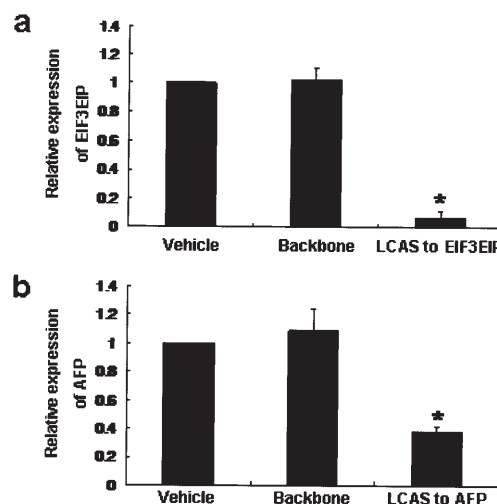 a
Relative expression
of EIF3EIP
1.4
1.2
1
0.8
0.6
0.4
0.2
0
*
Vehicle
Backbone
LCAS to EIF3EIP
b
Relative expression
of AFP
1.4
1.2
1
0.8
0.6
0.4
0.2
0
*
Vehicle
Backbone
LCAS to AFP